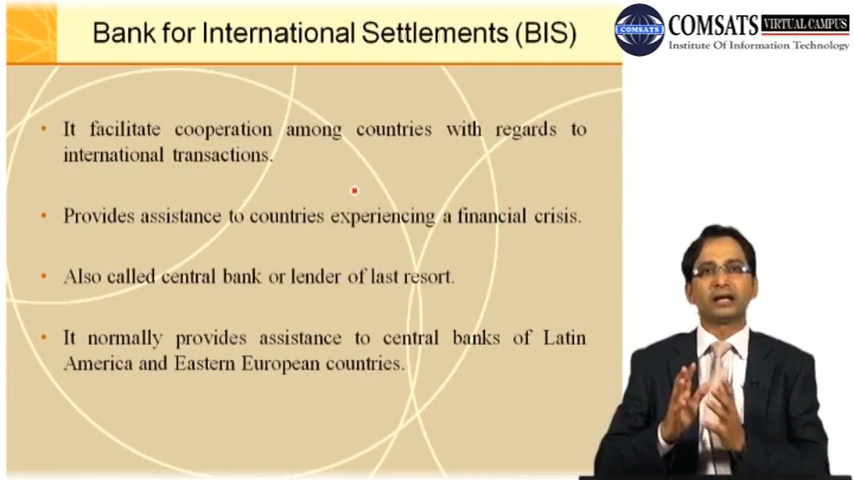 Bank for International Settlements (BIS)
COMSATS VIRTUAL CAMPUS
Institute Of Information Technology
COMSATS
• It facilitate cooperation among countries with regards to
international transactions.
• Provides assistance to countries experiencing a financial crisis.
• Also called central bank or lender of last resort.
• It normally provides assistance to central banks of Latin
America and Eastern European countries.